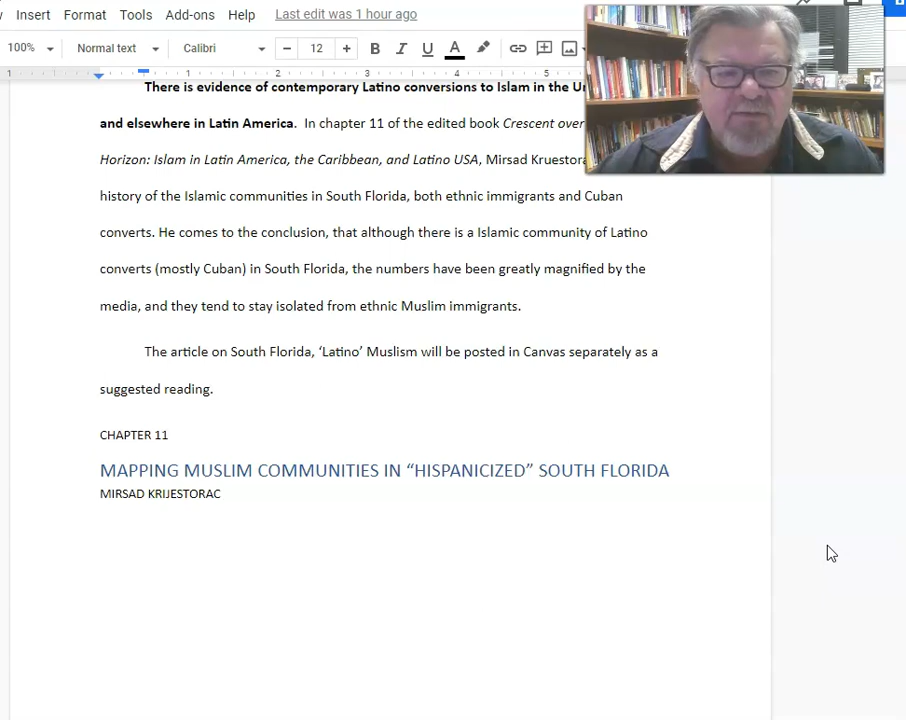 Insert Format Tools Add-ons Help Last edit was 1 hour ago
100% Normal text Calibri 12 B I U A
1 1 2 3 4 5
There is evidence of contemporary Latino conversions to Islam in the
and elsewhere in Latin America. In chapter 11 of the edited book Crescent over
Horizon: Islam in Latin America, the Caribbean, and Latino USA, Mirsad
history of the Islamic communities in South Florida, both ethnic immigrants and Cuban
converts. He comes to the conclusion, that although there is a Islamic community of Latino
converts (mostly Cuban) in South Florida, the numbers have been greatly magnified by the
media, and they tend to stay isolated from ethnic Muslim immigrants.
The article on South Florida, ‘Latino’ Muslism will be posted in Canvas separately as a
suggested reading.
CHAPTER 11
MAPPING MUSLIM COMMUNITIES IN “HISPANICIZED” SOUTH FLORIDA
MIRSAD KRIJESTORAC